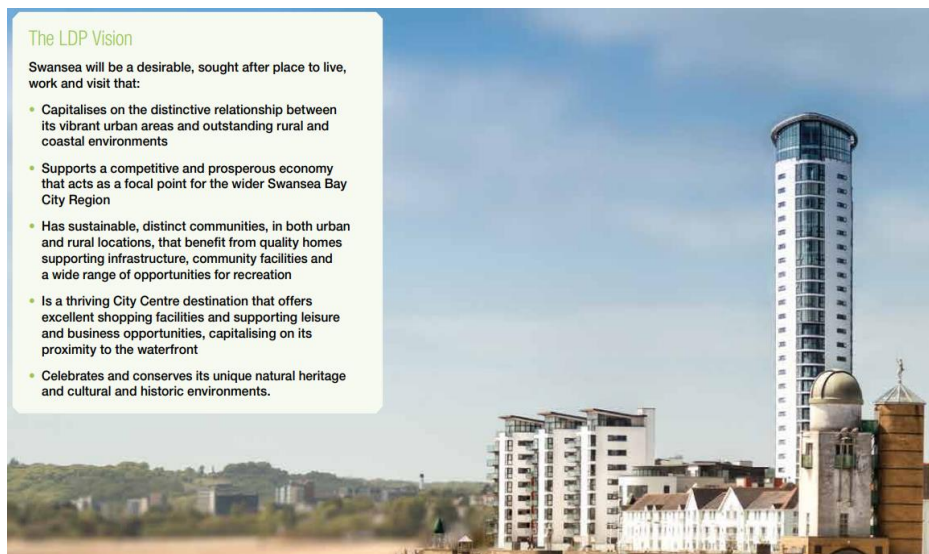 The LDP Vision
Swansea will be a desirable, sought after place to live,
work and visit that:
• Capitalises on the distinctive relationship between
its vibrant urban areas and outstanding rural and
coastal environments
• Supports a competitive and prosperous economy
that acts as a focal point for the wider Swansea Bay
City Region
• Has sustainable, distinct communities, in both urban
and rural locations, that benefit from quality homes
supporting infrastructure, community facilities and
a wide range of opportunities for recreation
• Is a thriving City Centre destination that offers
excellent shopping facilities and supporting leisure
and business opportunities, capitalising on its
proximity to the waterfront
• Celebrates and conserves its unique natural heritage
and cultural and historic environments.